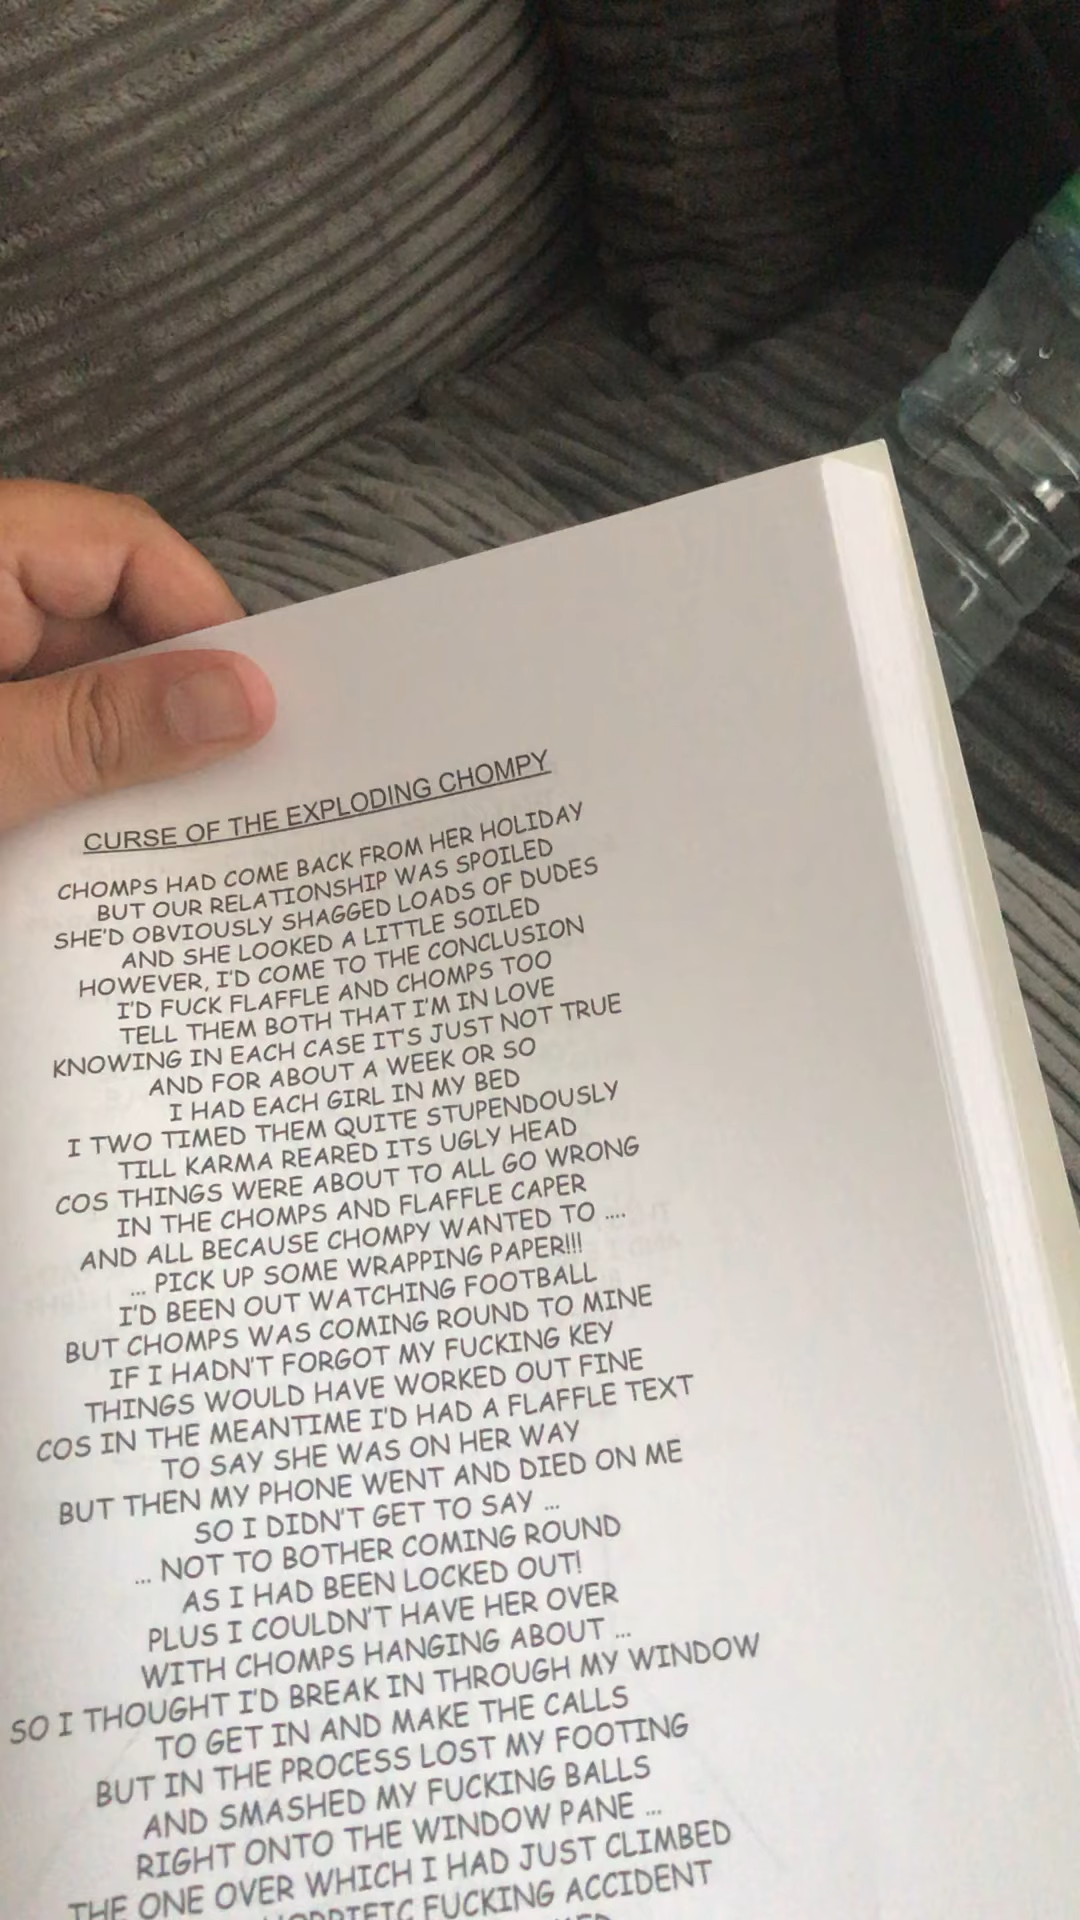 CURSE OF THE EXPLODING CHOMPY
CHOMPS HAD COME BACK FROM HER HOLIDAY
BUT OUR RELATIONSHIP WAS SPOILED
SHE'D OBVIOUSLY SHAGGED LOADS OF DUDES
AND SHE LOOKED A LITTLE SOILED
HOWEVER, I'D COME TO THE CONCLUSION
I'D FUCK FLAFFLE AND CHOMPS TOO
TELL THEM BOTH THAT I'M IN LOVE
KNOWING IN EACH CASE IT'S JUST NOT TRUE
AND FOR ABOUT A WEEK OR SO
I HAD EACH GIRL IN MY BED
I TWO TIMED THEM QUITE STUPENDOUSLY
TILL KARMA REARED ITS UGLY HEAD
COS THINGS WERE ABOUT TO ALL GO WRONG
IN THE CHOMPS AND FLAFFLE CAPER
AND ALL BECAUSE CHOMPY WANTED TO ....
... PICK UP SOME WRAPPING PAPER!!!
I'D BEEN OUT WATCHING FOOTBALL
BUT CHOMPS WAS COMING ROUND TO MINE
IF I HADN'T FORGOT MY FUCKING KEY
THINGS WOULD HAVE WORKED OUT FINE
COS IN THE MEANTIME I'D HAD A FLAFFLE TEXT
TO SAY SHE WAS ON HER WAY
BUT THEN MY PHONE WENT AND DIED ON ME
SO I DIDN'T GET TO SAY ...
... NOT TO BOTHER COMING ROUND
AS I HAD BEEN LOCKED OUT!
PLUS I COULDN'T HAVE HER OVER
WITH CHOMPS HANGING ABOUT ...
SO I THOUGHT I'D BREAK IN THROUGH MY WINDOW
TO GET IN AND MAKE THE CALLS
BUT IN THE PROCESS LOST MY FOOTING
AND SMASHED MY FUCKING BALLS
RIGHT ONTO THE WINDOW PANE ...
THE ONE OVER WHICH I HAD JUST CLIMBED
HORRIFIC FUCKING ACCIDENT